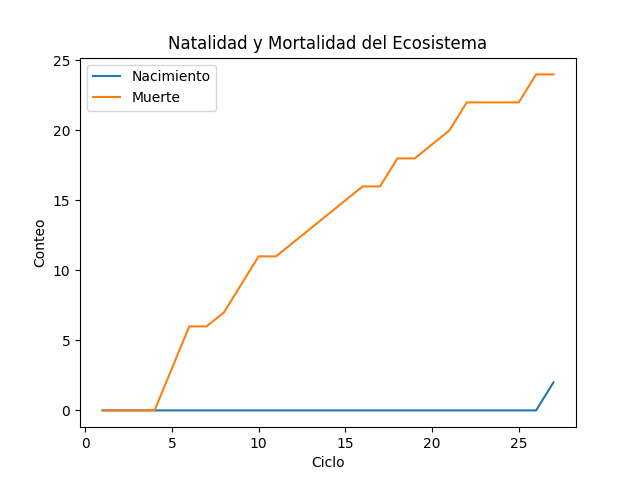 Natalidad y Mortalidad del Ecosistema
Nacimiento
Muerte
Conteo
25
20
15
10
5
0
0 5 10 15 20 25
Ciclo